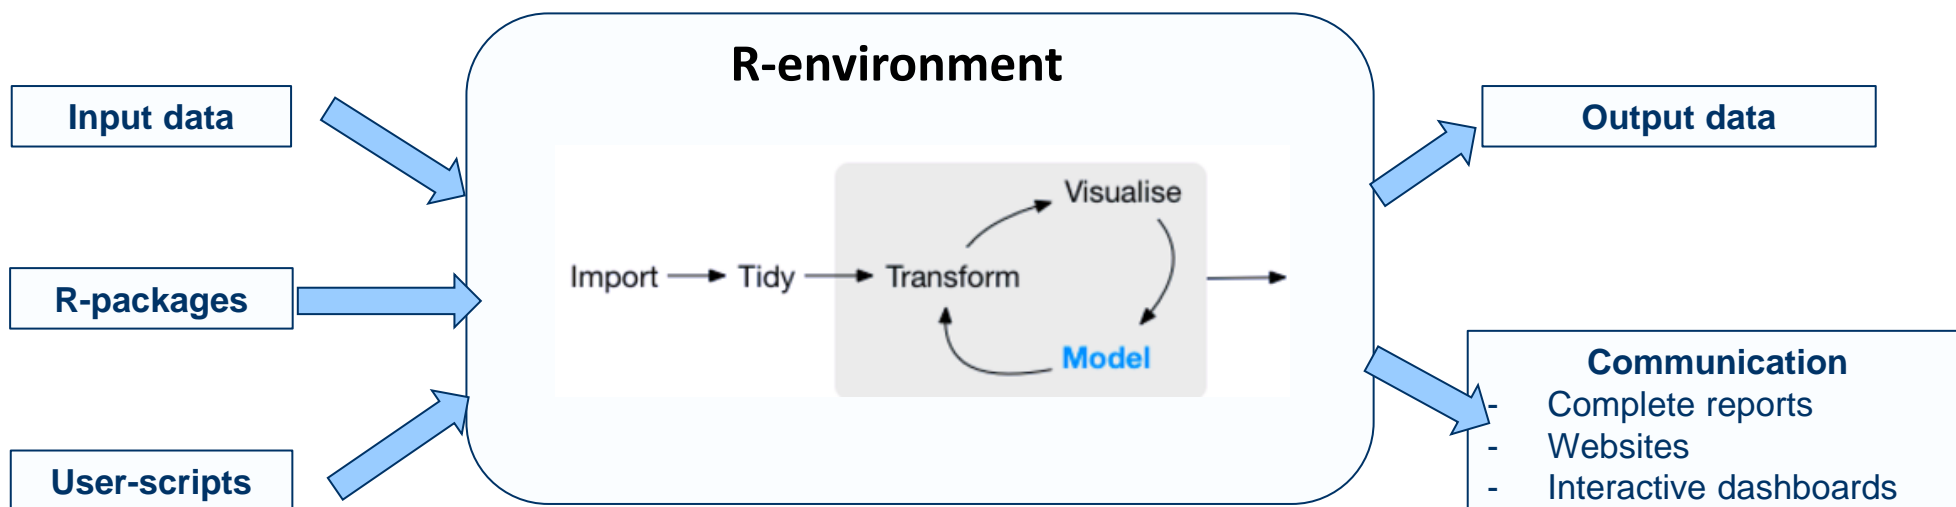 R-environment
Input data
R-packages
User-scripts
Import
Tidy
Transform
Visualise
Model
Output data
Communication
- Complete reports
- Websites
- Interactive dashboards